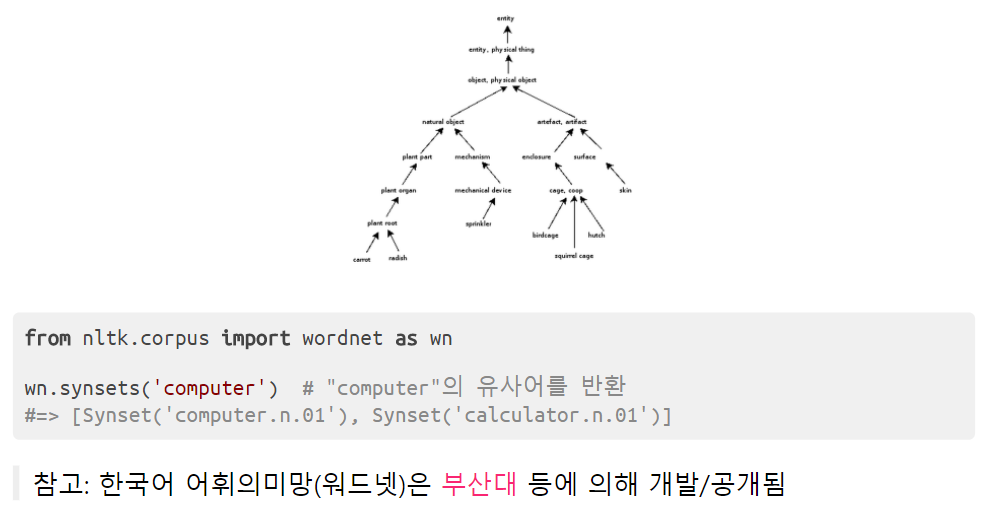 entity
entity, physical thing
object, physical object
natural object
artefact, artifact
plant part
mechanism
enclosure
surface
plant organ
mechanical device
cage, coop
skin
plant root
sprinkler
birdcage
hutch
squirrel cage
carrot
radish
from nltk.corpus import wordnet as wn
wn.synsets('computer')  # "computer"의 유사어를 반환
#=> [Synset('computer.n.01'), Synset('calculator.n.01')]
참고: 한국어 어휘의미망(워드넷)은 부산대 등에 의해 개발/공개됨